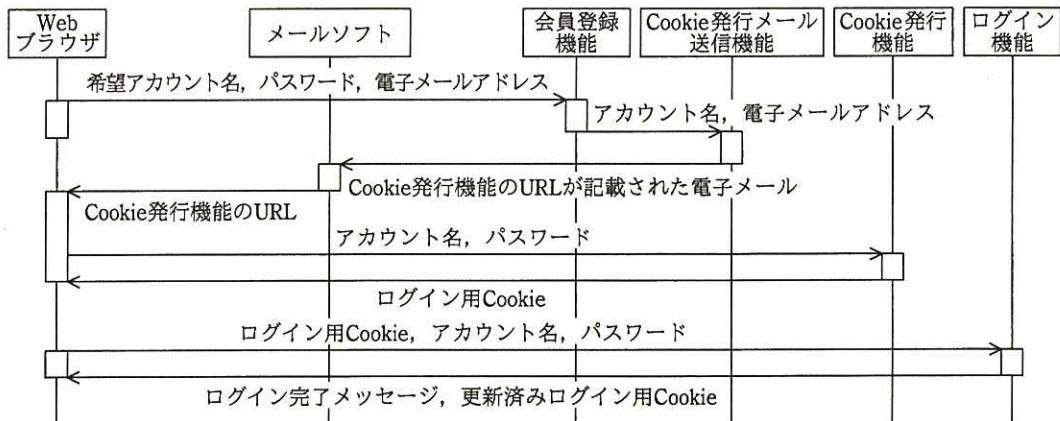 Web
ブラウザ
メールソフト
会員登録
機能
Cookie発行メール
送信機能
Cookie発行
機能
ログイン
機能
希望アカウント名，パスワード，電子メールアドレス
アカウント名，電子メールアドレス
Cookie発行機能のURLが記載された電子メール
Cookie発行機能のURL
アカウント名，パスワード
ログイン用Cookie
ログイン用Cookie，アカウント名，パスワード
ログイン完了メッセージ，更新済みログイン用Cookie